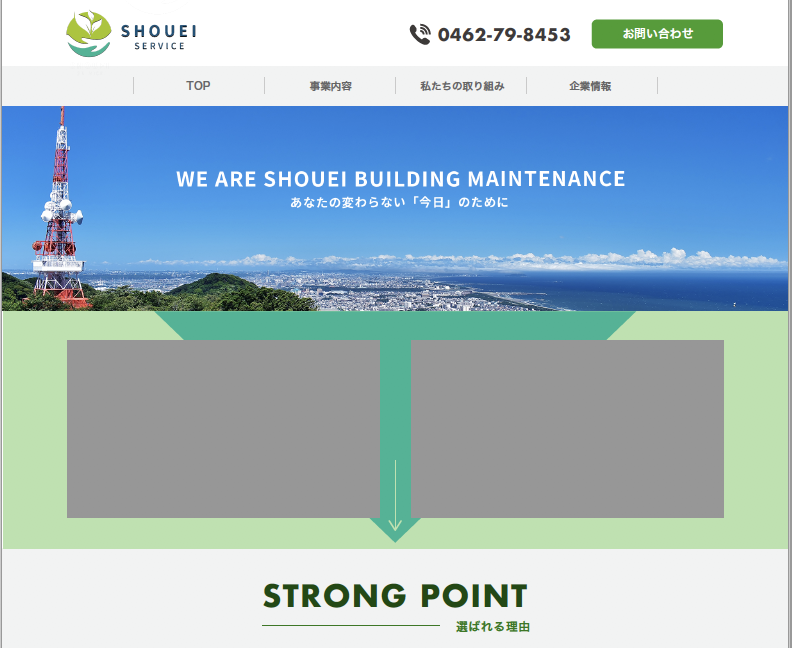 SHOUEI
SERVICE
0462-79-8453
お問い合わせ
TOP
事業内容
私たちの取り組み
企業情報
WE ARE SHOUEI BUILDING MAINTENANCE
あなたの変わらない「今日」のために
STRONG POINT
選ばれる理由